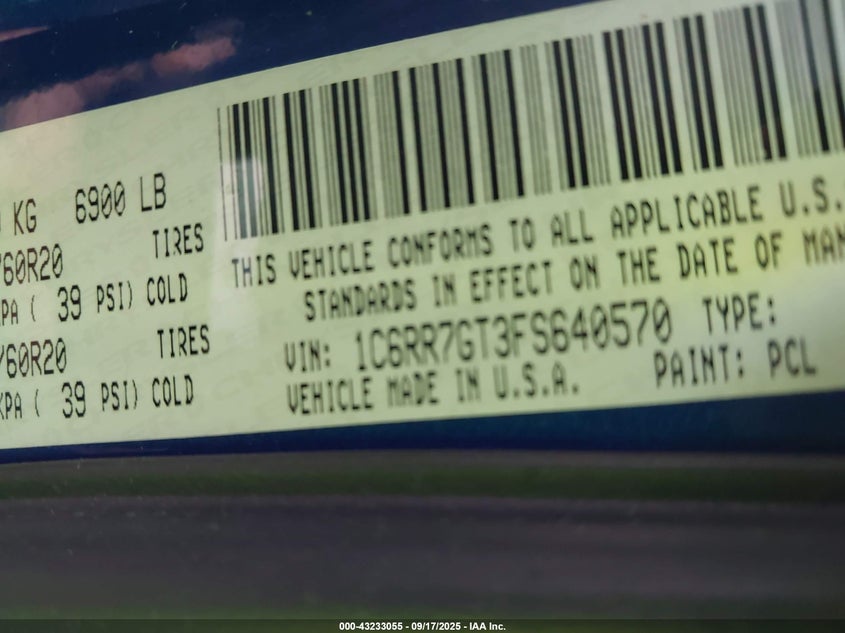 KG 6900 LB
/60R20 TIRES
KPA ( 39 PSI) COLD
/60R20 TIRES
KPA ( 39 PSI) COLD
THIS VEHICLE CONFORMS TO ALL APPLICABLE U.S.
STANDARDS IN EFFECT ON THE DATE OF MAN
VIN: 1C6RR7GT3FS640570 TYPE:
VEHICLE MADE IN U.S.A. PAINT: PCL
000-43233055 - 09/17/2025 - IAA Inc.